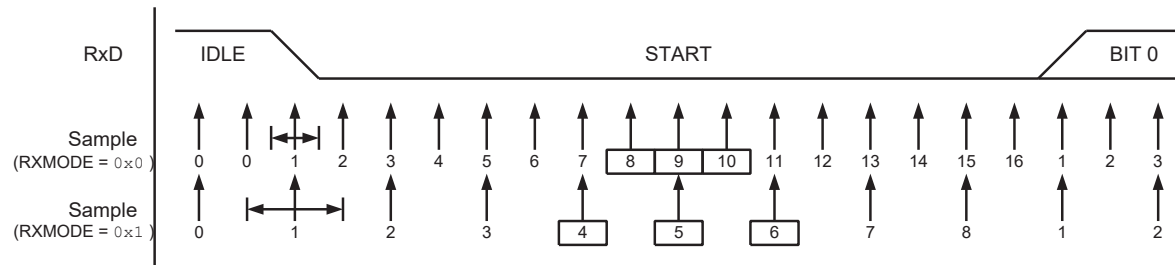 RxD IDLE START BIT 0
Sample
(RXMODE = 0x0 ) 0 0 1 2 3 4 5 6 7 8 9 10 11 12 13 14 15 16 1 2 3
Sample
(RXMODE = 0x1 ) 0 1 2 3 4 5 6 7 8 1 2